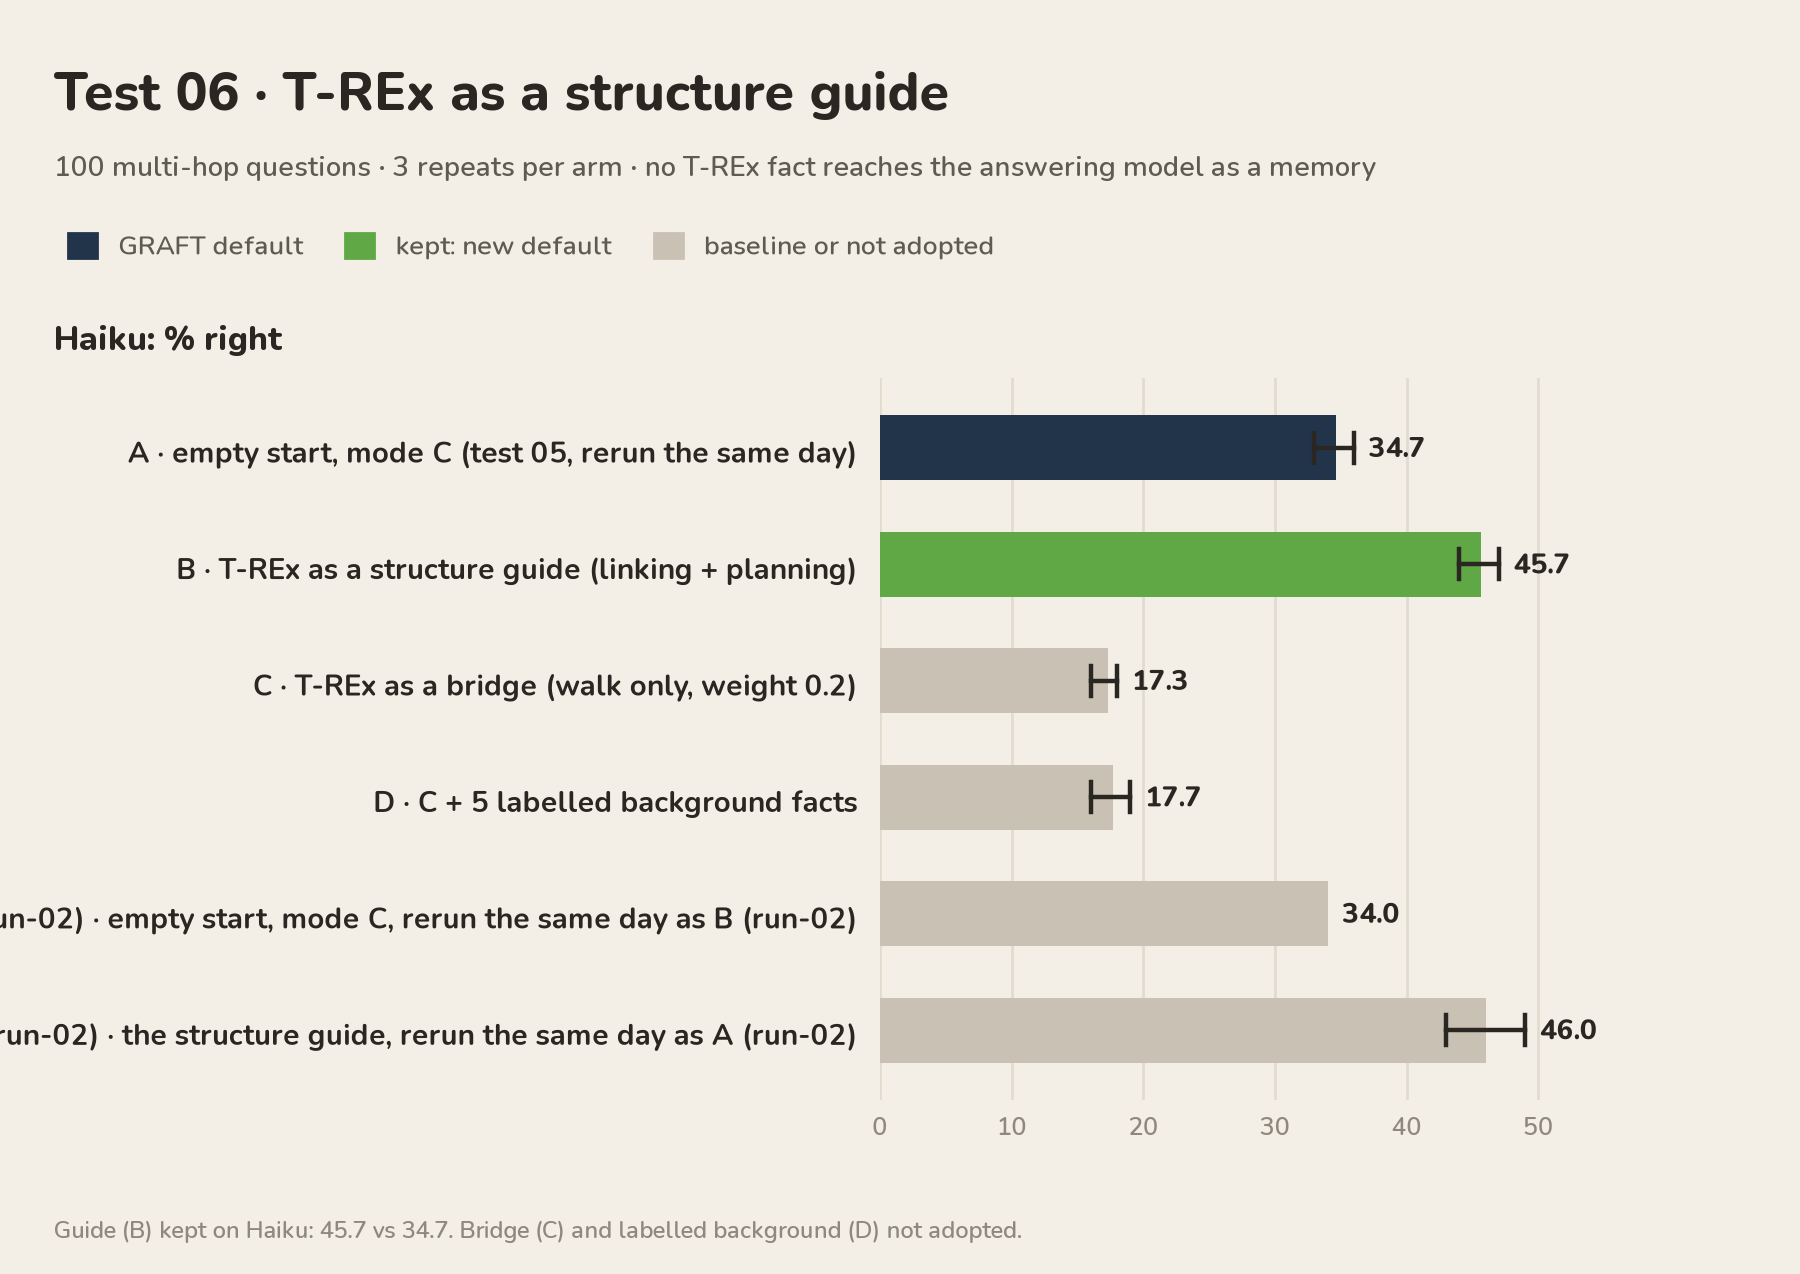 Test 06 · T-REx as a structure guide
100 multi-hop questions · 3 repeats per arm · no T-REx fact reaches the answering model as a memory
GRAFT default
kept: new default
baseline or not adopted
Haiku: % right
A · empty start, mode C (test 05, rerun the same day)
34.7
B · T-REx as a structure guide (linking + planning)
45.7
C · T-REx as a bridge (walk only, weight 0.2)
17.3
D · C + 5 labelled background facts
17.7
un-02) · empty start, mode C, rerun the same day as B (run-02)
34.0
run-02) · the structure guide, rerun the same day as A (run-02)
46.0
0 10 20 30 40 50
Guide (B) kept on Haiku: 45.7 vs 34.7. Bridge (C) and labelled background (D) not adopted.